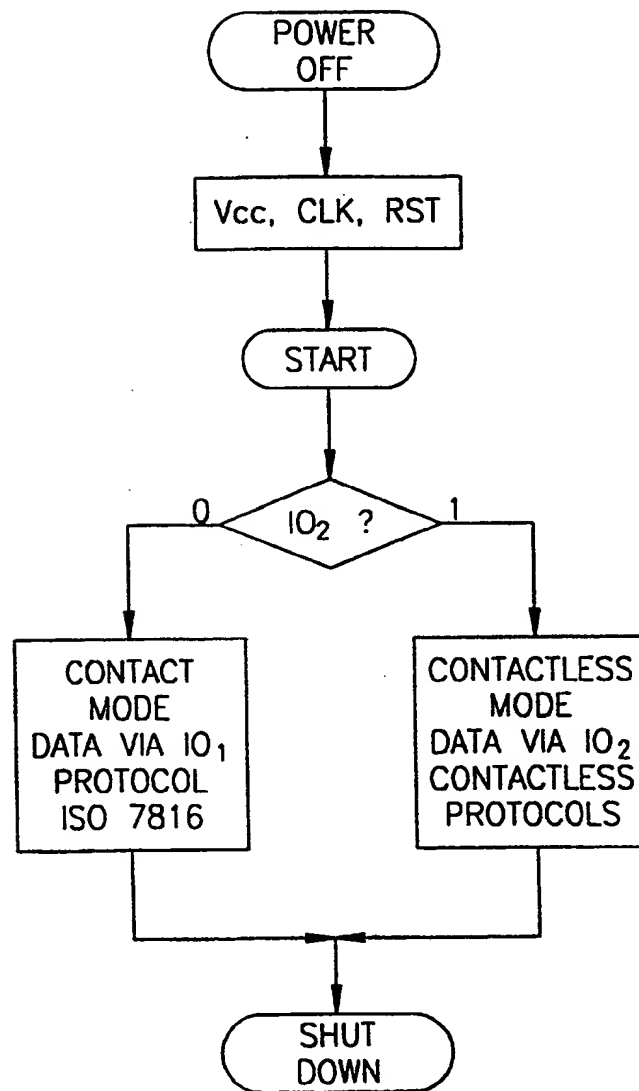 POWER
OFF
Vcc, CLK, RST
START
0
IO₂ ?
1
CONTACT
MODE
DATA VIA IO₁
PROTOCOL
ISO 7816
CONTACTLESS
MODE
DATA VIA IO₂
CONTACTLESS
PROTOCOLS
SHUT
DOWN